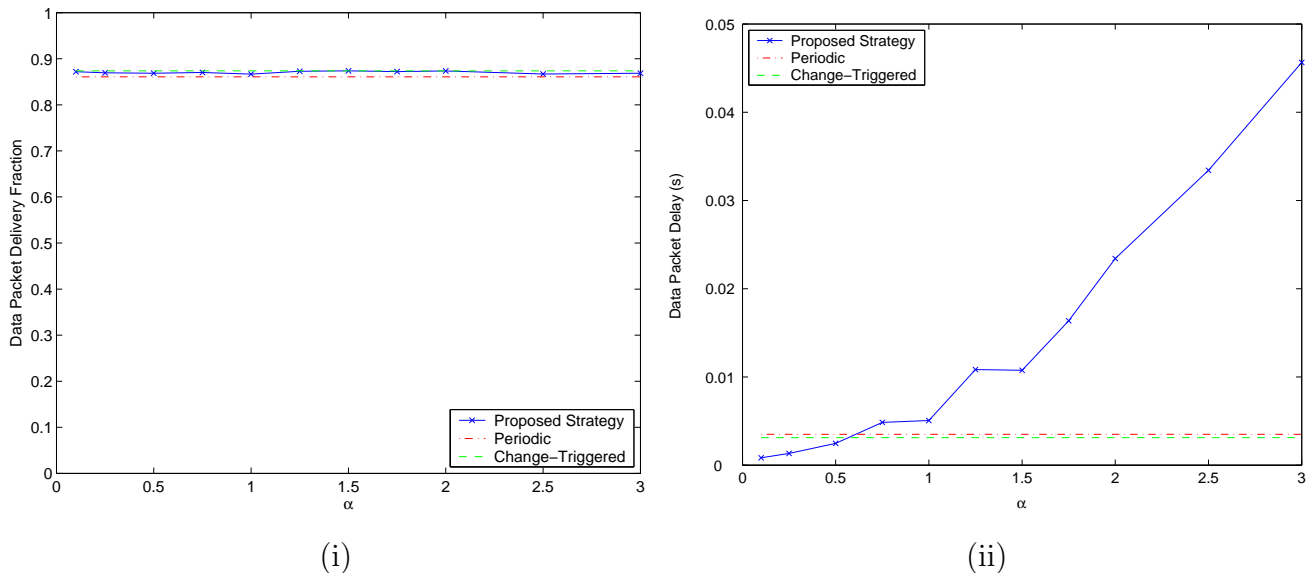 1
0.9
0.8
0.7
0.6
0.5
0.4
0.3
0.2
0.1
0
Data Packet Delivery Fraction
Proposed Strategy
Periodic
Change−Triggered
0 0.5 1 1.5 2 2.5 3
α
(i)
0.05
0.04
0.03
0.02
0.01
0
Data Packet Delay (s)
Proposed Strategy
Periodic
Change−Triggered
0 0.5 1 1.5 2 2.5 3
α
(ii)